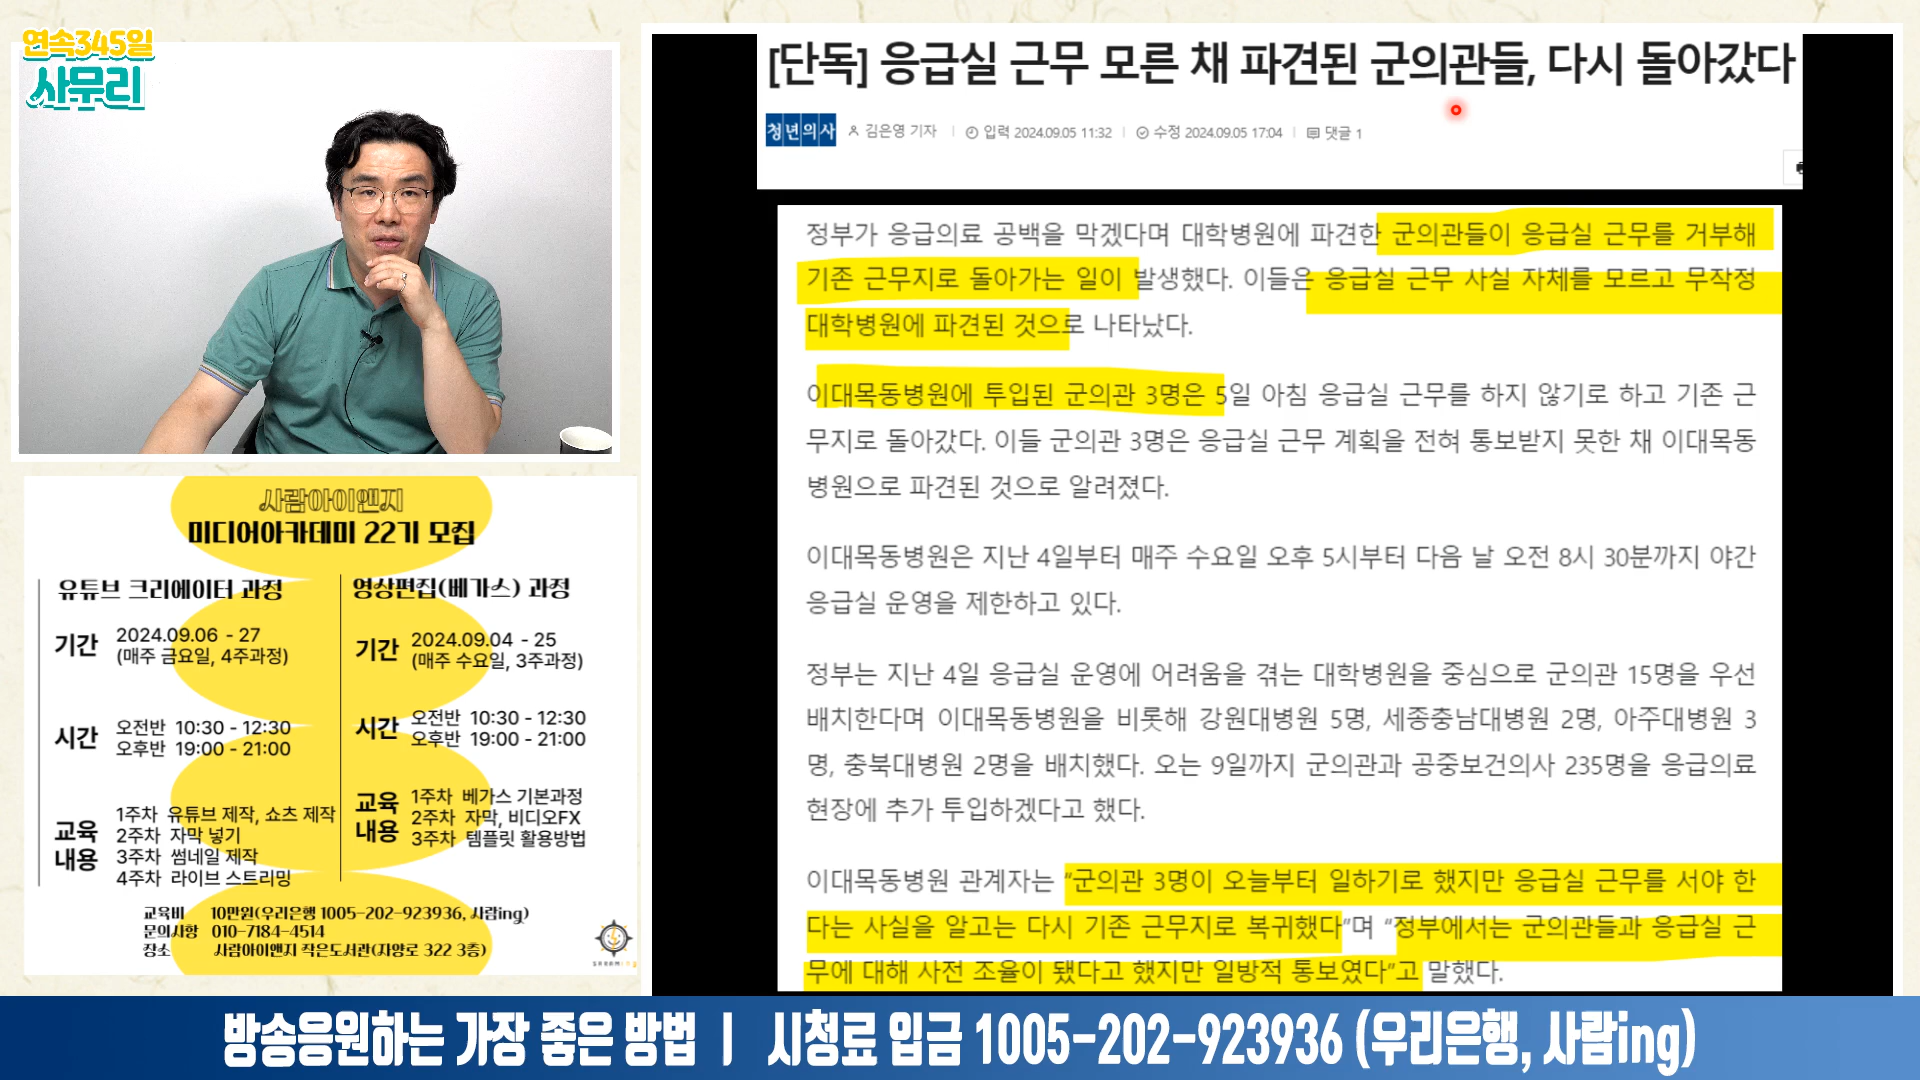 연속345일
사무리
[단독] 응급실 근무 모른 채 파견된 군의관들, 다시 돌아갔다
청년의사 김은영 기자 | 입력 2024.09.05 11:32 | 수정 2024.09.05 17:04 | 댓글 1
정부가 응급의료 공백을 막겠다며 대학병원에 파견한 군의관들이 응급실 근무를 거부해
기존 근무지로 돌아가는 일이 발생했다. 이들은 응급실 근무 사실 자체를 모르고 무작정
대학병원에 파견된 것으로 나타났다.
이대목동병원에 투입된 군의관 3명은 5일 아침 응급실 근무를 하지 않기로 하고 기존 근
무지로 돌아갔다. 이들 군의관 3명은 응급실 근무 계획을 전혀 통보받지 못한 채 이대목동
병원으로 파견된 것으로 알려졌다.
이대목동병원은 지난 4일부터 매주 수요일 오후 5시부터 다음 날 오전 8시 30분까지 야간
응급실 운영을 제한하고 있다.
정부는 지난 4일 응급실 운영에 어려움을 겪는 대학병원을 중심으로 군의관 15명을 우선
배치한다며 이대목동병원을 비롯해 강원대병원 5명, 세종충남대병원 2명, 아주대병원 3
명, 충북대병원 2명을 배치했다. 오는 9일까지 군의관과 공중보건의사 235명을 응급의료
현장에 추가 투입하겠다고 했다.
이대목동병원 관계자는 “군의관 3명이 오늘부터 일하기로 했지만 응급실 근무를 서야 한
다는 사실을 알고는 다시 기존 근무지로 복귀했다”며 “정부에서는 군의관들과 응급실 근
무에 대해 사전 조율이 됐다고 했지만 일방적 통보였다”고 말했다.
사람아이앤지
미디어아카데미 22기 모집
유튜브 크리에이터 과정
기간 2024.09.06 - 27
(매주 금요일, 4주과정)
시간 오전반 10:30 - 12:30
오후반 19:00 - 21:00
교육 내용
1주차 유튜브 제작, 쇼츠 제작
2주차 자막 넣기
3주차 썸네일 제작
4주차 라이브 스트리밍
영상편집(베가스) 과정
기간 2024.09.04 - 25
(매주 수요일, 3주과정)
시간 오전반 10:30 - 12:30
오후반 19:00 - 21:00
교육 내용
1주차 베가스 기본과정
2주차 자막, 비디오FX
3주차 템플릿 활용방법
교육비 10만원(우리은행 1005-202-923936, 사람ing)
문의사항 010-7184-4514
장소 사람아이앤지 작은도서관(자양로 322 3층)
방송응원하는 가장 좋은 방법 | 시청료 입금 1005-202-923936 (우리은행, 사람ing)